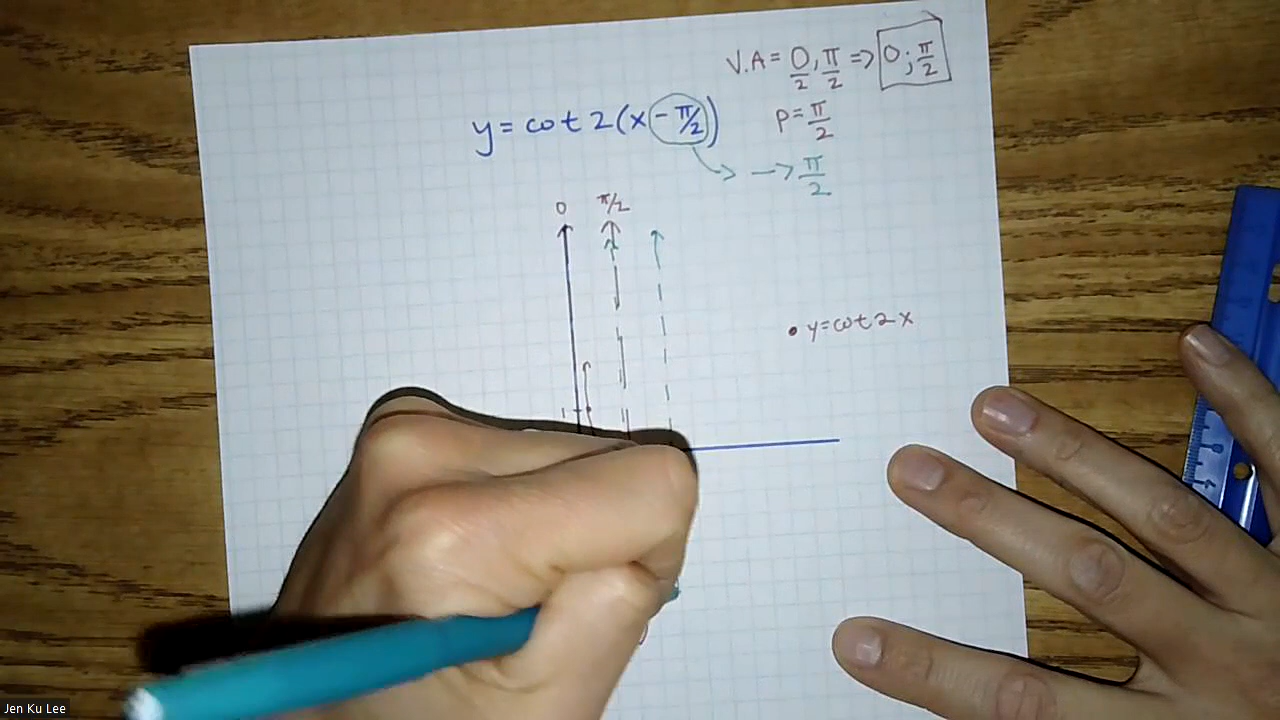 V.A = 0/2, π/2 => 0; π/2
y = cot 2(x - π/2)
p = π/2
→ π/2
0 π/2
• y = cot 2x
Jen Ku Lee